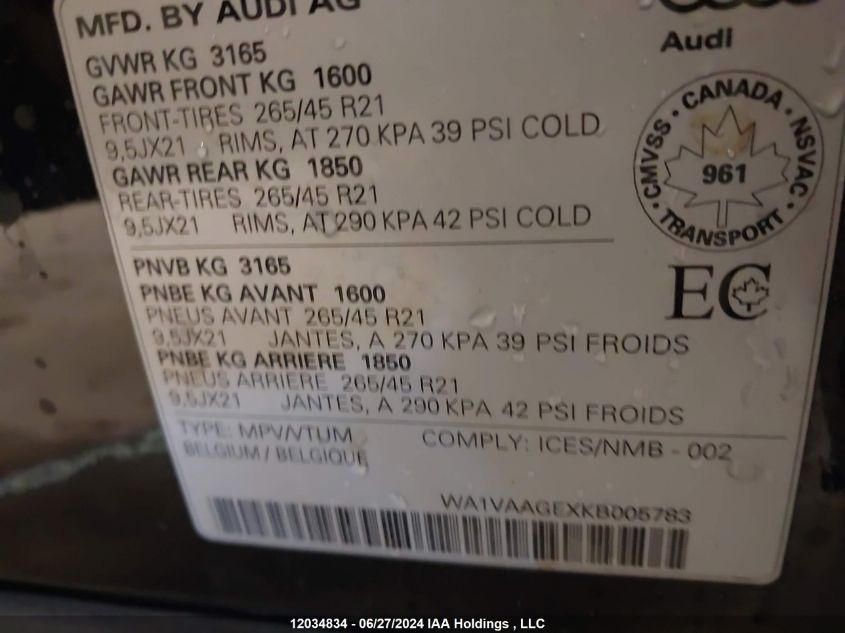 MFD. BY AUDI AG
GVWR KG 3165
GAWR FRONT KG 1600
FRONT-TIRES 265/45 R21
9,5JX21 RIMS, AT 270 KPA 39 PSI COLD
GAWR REAR KG 1850
REAR-TIRES 265/45 R21
9,5JX21 RIMS, AT 290 KPA 42 PSI COLD
Audi
CMVSS · CANADA · NSVAC · TRANSPORT ·
961
PNVB KG 3165
PNBE KG AVANT 1600
PNEUS AVANT 265/45 R21
9,5JX21 JANTES, A 270 KPA 39 PSI FROIDS
PNBE KG ARRIERE 1850
PNEUS ARRIERE 265/45 R21
9,5JX21 JANTES, A 290 KPA 42 PSI FROIDS
EC
TYPE: MPV/VTUM
COMPLY: ICES/NMB - 002
BELGIUM / BELGIQUE
WA1VAAGEXKB005783
12034834 - 06/27/2024 IAA Holdings , LLC